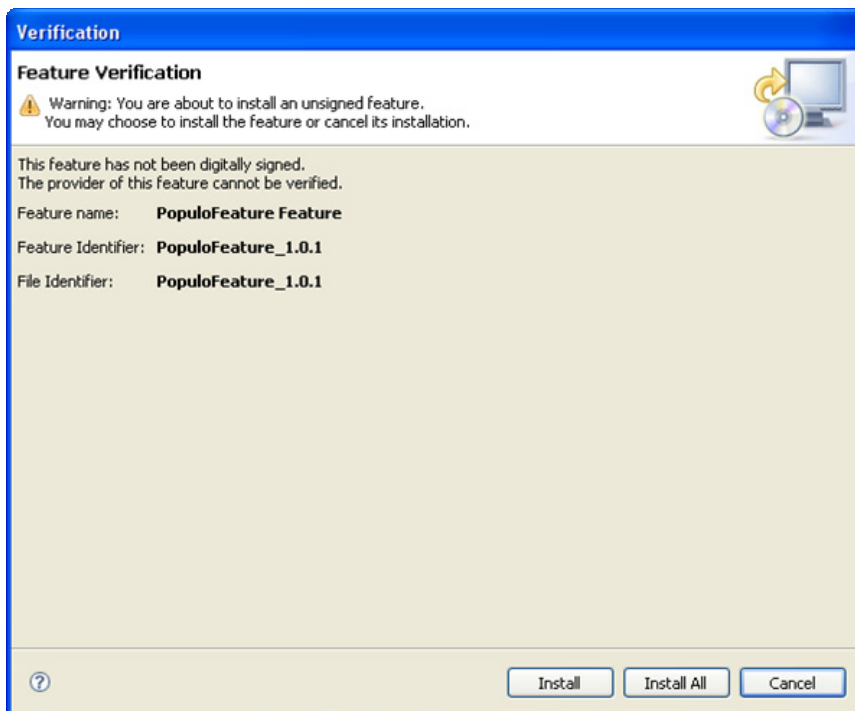 Verification
Feature Verification
Warning: You are about to install an unsigned feature.
You may choose to install the feature or cancel its installation.
This feature has not been digitally signed.
The provider of this feature cannot be verified.
Feature name: PopuloFeature Feature
Feature Identifier: PopuloFeature_1.0.1
File Identifier: PopuloFeature_1.0.1
? Install Install All Cancel